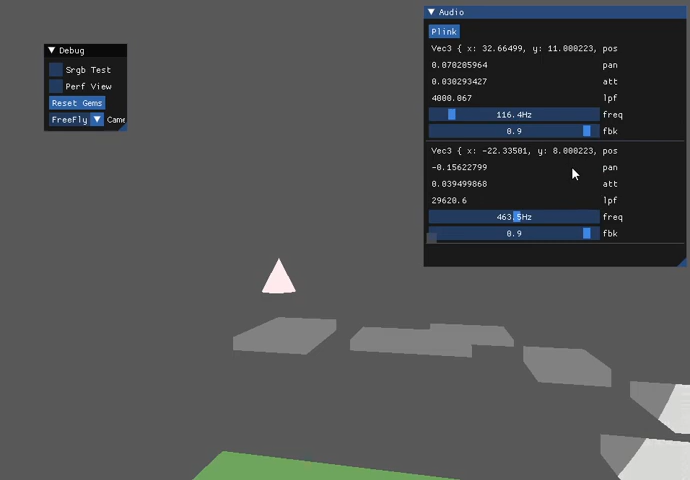 Debug
Srgb Test
Perf View
Reset Gems
FreeFly Came
Audio
Plink
Vec3 { x: 32.66499, y: 11.000223, pos
0.070205964 pan
0.030293427 att
4000.067 lpf
116.4Hz freq
0.9 fbk
Vec3 { x: -22.33501, y: 8.000223, pos
-0.15622799 pan
0.039499868 att
29620.6 lpf
463.5Hz freq
0.9 fbk